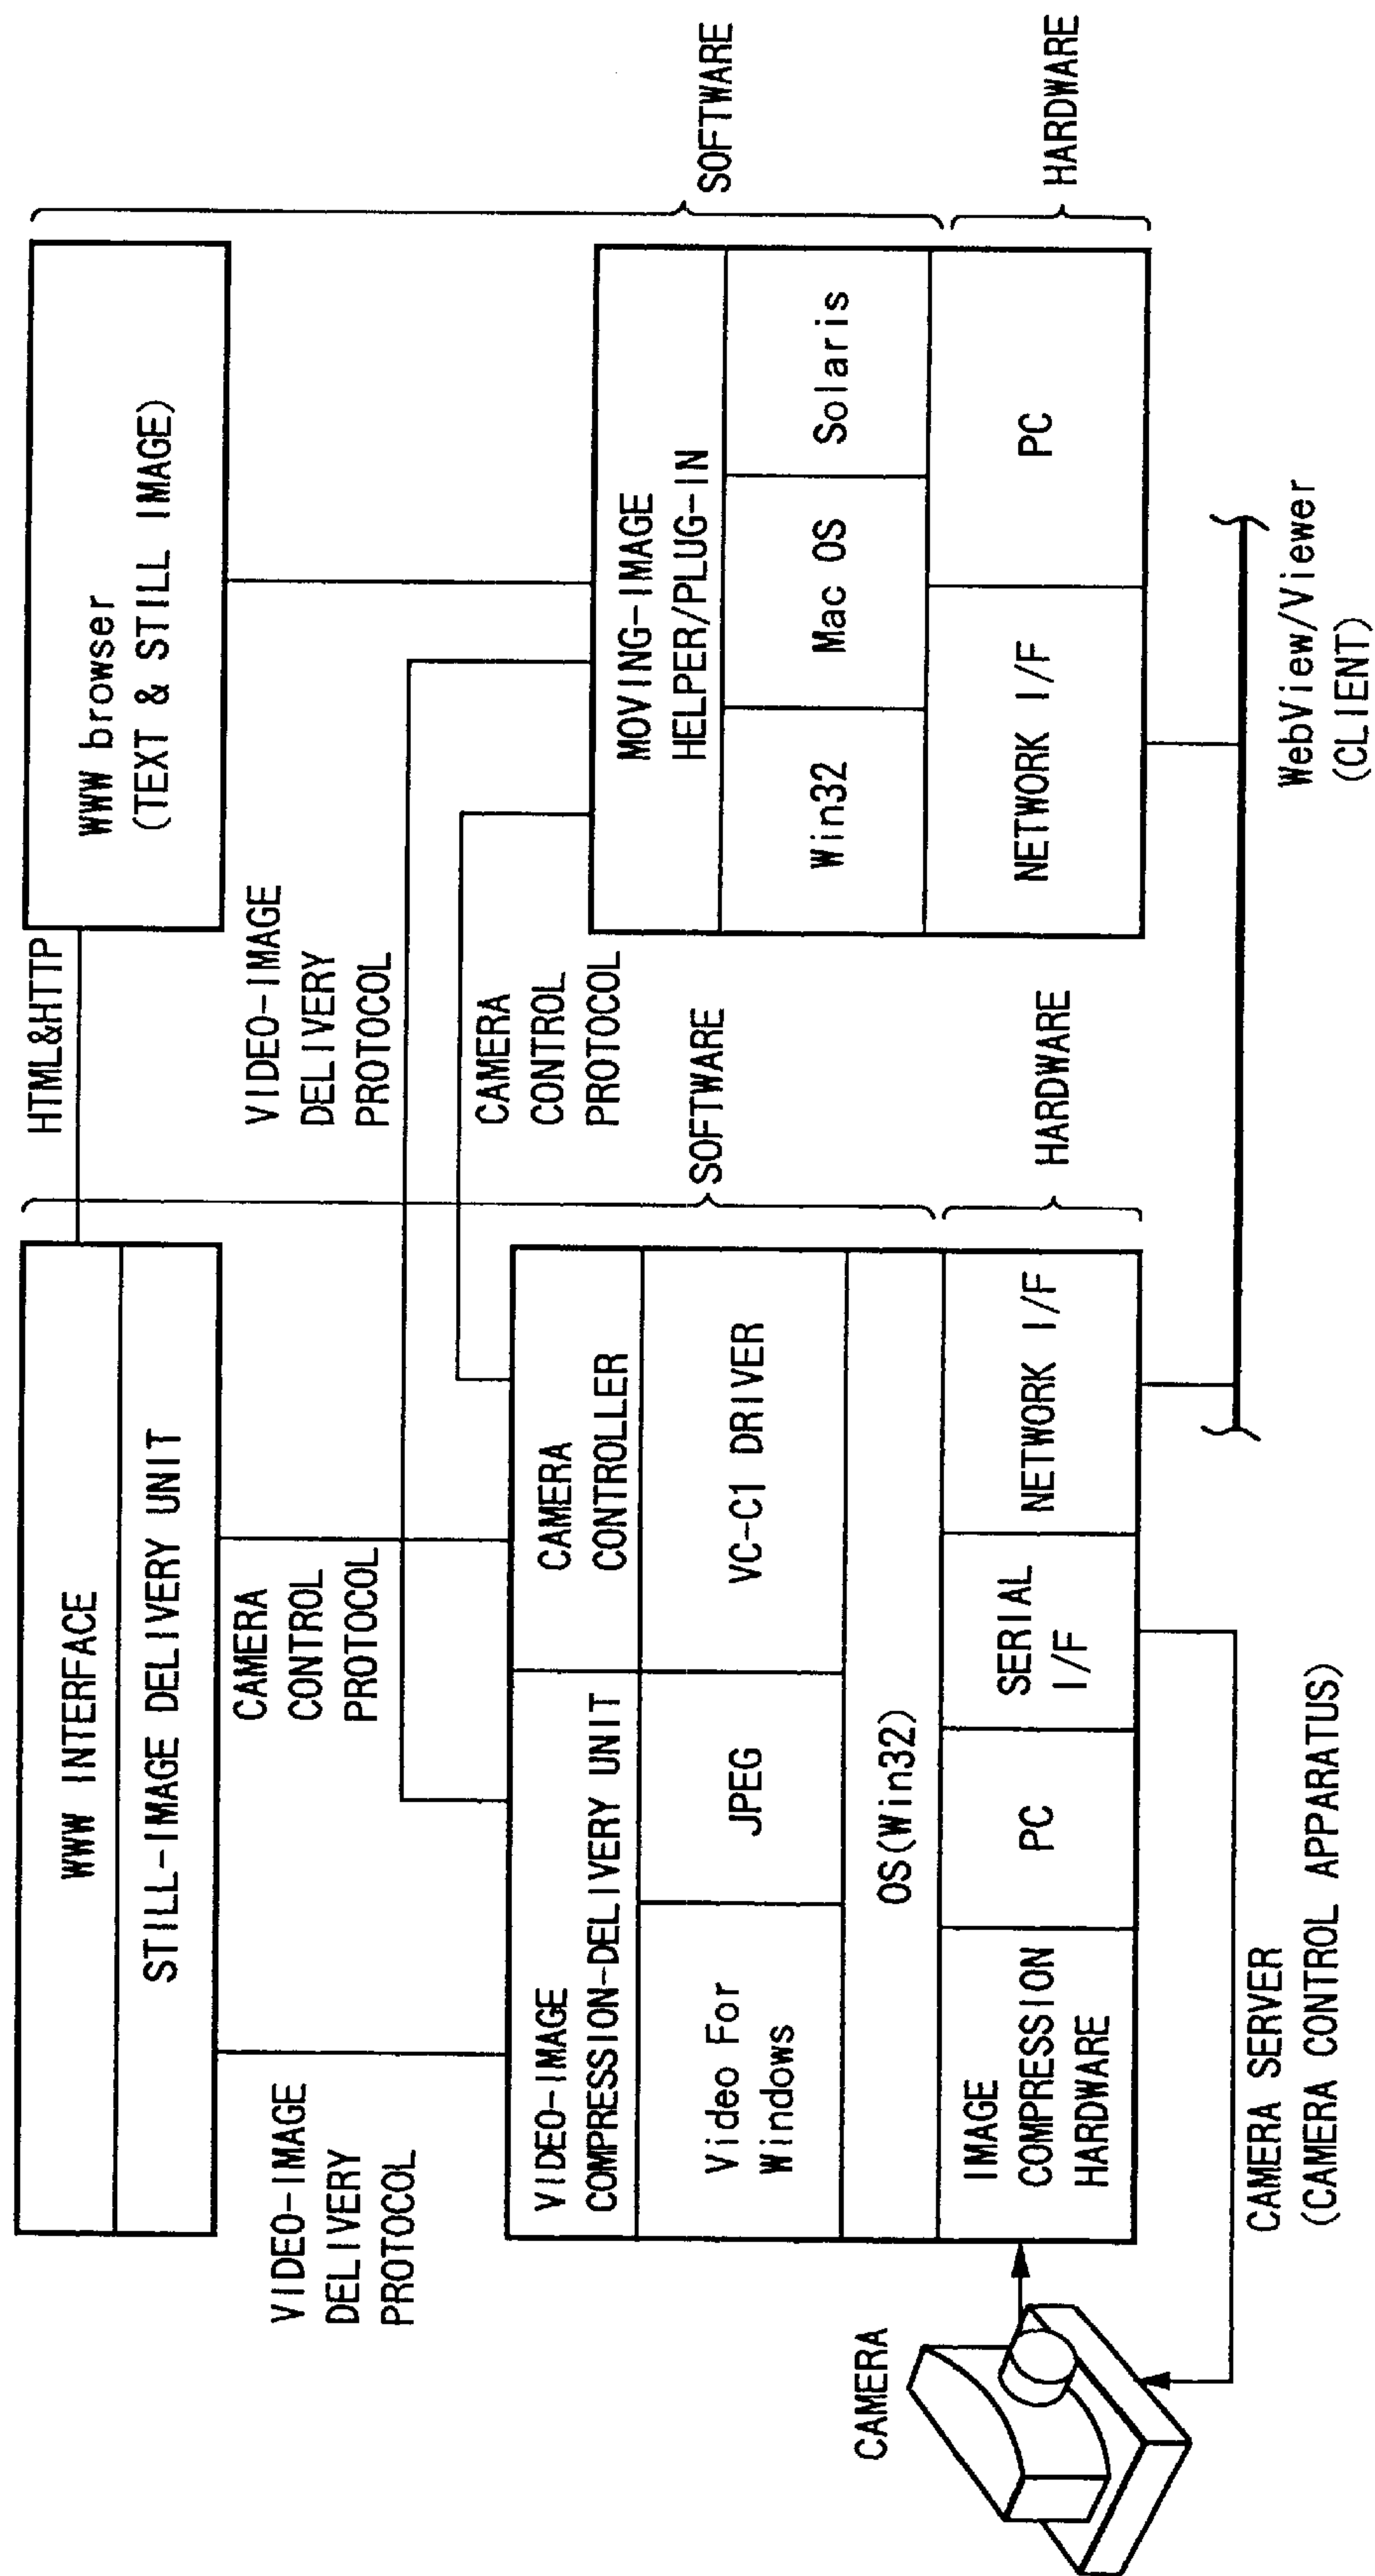 WWW INTERFACE
STILL-IMAGE DELIVERY UNIT
HTML&HTTP
WWW browser
(TEXT & STILL IMAGE)
VIDEO-IMAGE
DELIVERY
PROTOCOL
CAMERA
CONTROL
PROTOCOL
VIDEO-IMAGE
DELIVERY
PROTOCOL
CAMERA
CONTROL
PROTOCOL
SOFTWARE
HARDWARE
SOFTWARE
HARDWARE
VIDEO-IMAGE
COMPRESSION-DELIVERY UNIT
CAMERA
CONTROLLER
Video For
Windows
JPEG
VC-C1 DRIVER
OS(Win32)
IMAGE
COMPRESSION
HARDWARE
PC
SERIAL
I/F
NETWORK I/F
MOVING-IMAGE
HELPER/PLUG-IN
Win32
Mac OS
Solaris
NETWORK I/F
PC
CAMERA
CAMERA SERVER
(CAMERA CONTROL APPARATUS)
WebView/Viewer
(CLIENT)